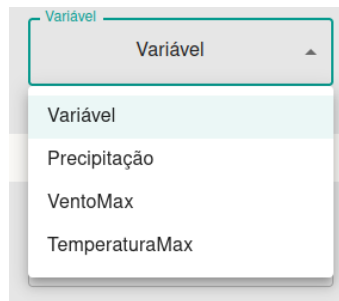 Variável
Variável
Variável
Precipitação
VentoMax
TemperaturaMax